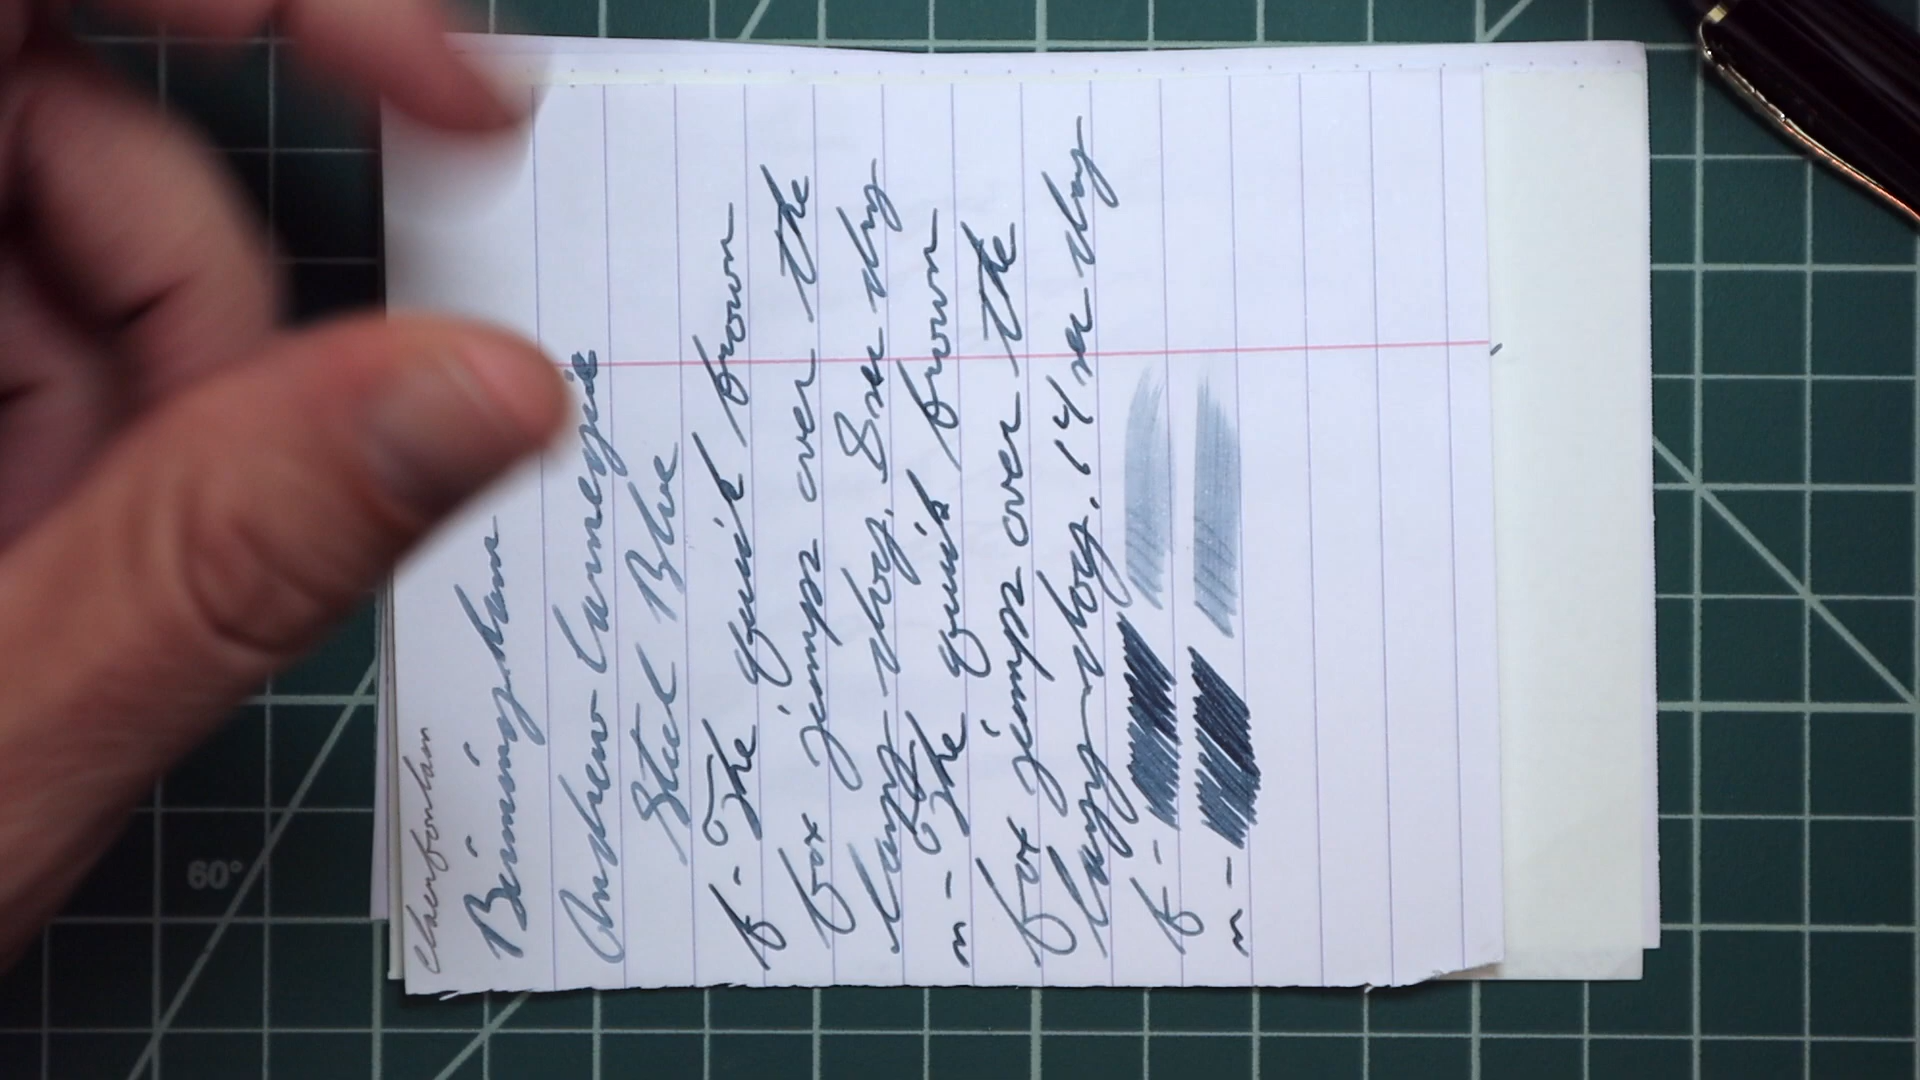 Clairefontaine
Birmingham
Andrew Carnegie
Steel Blue
f- The quick brown
fox jumps over the
lazy dog. 8 sec dry
m- The quick brown
fox jumps over the
lazy dog. 14 sec dry
f-
m-
60°